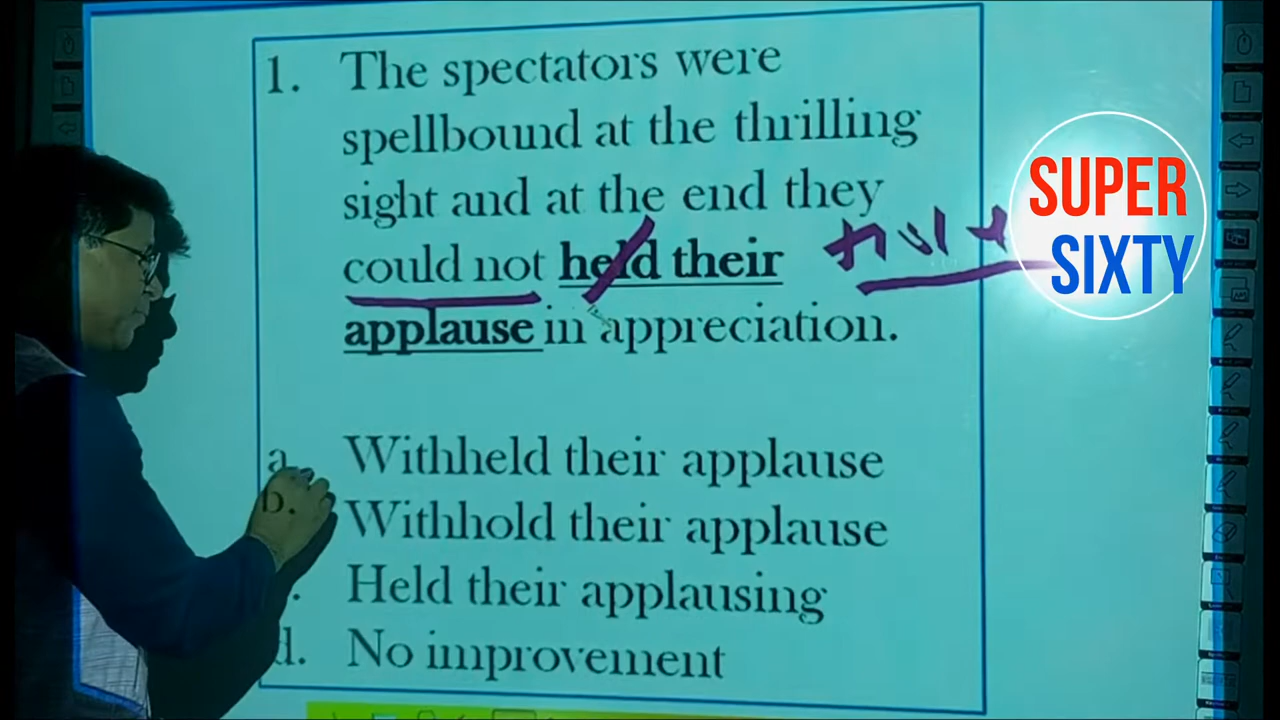 1. The spectators were
spellbound at the thrilling
sight and at the end they
could not held their
applause in appreciation.
a. Withheld their applause
b. Withhold their applause
. Held their applausing
d. No improvement
SUPER
SIXTY